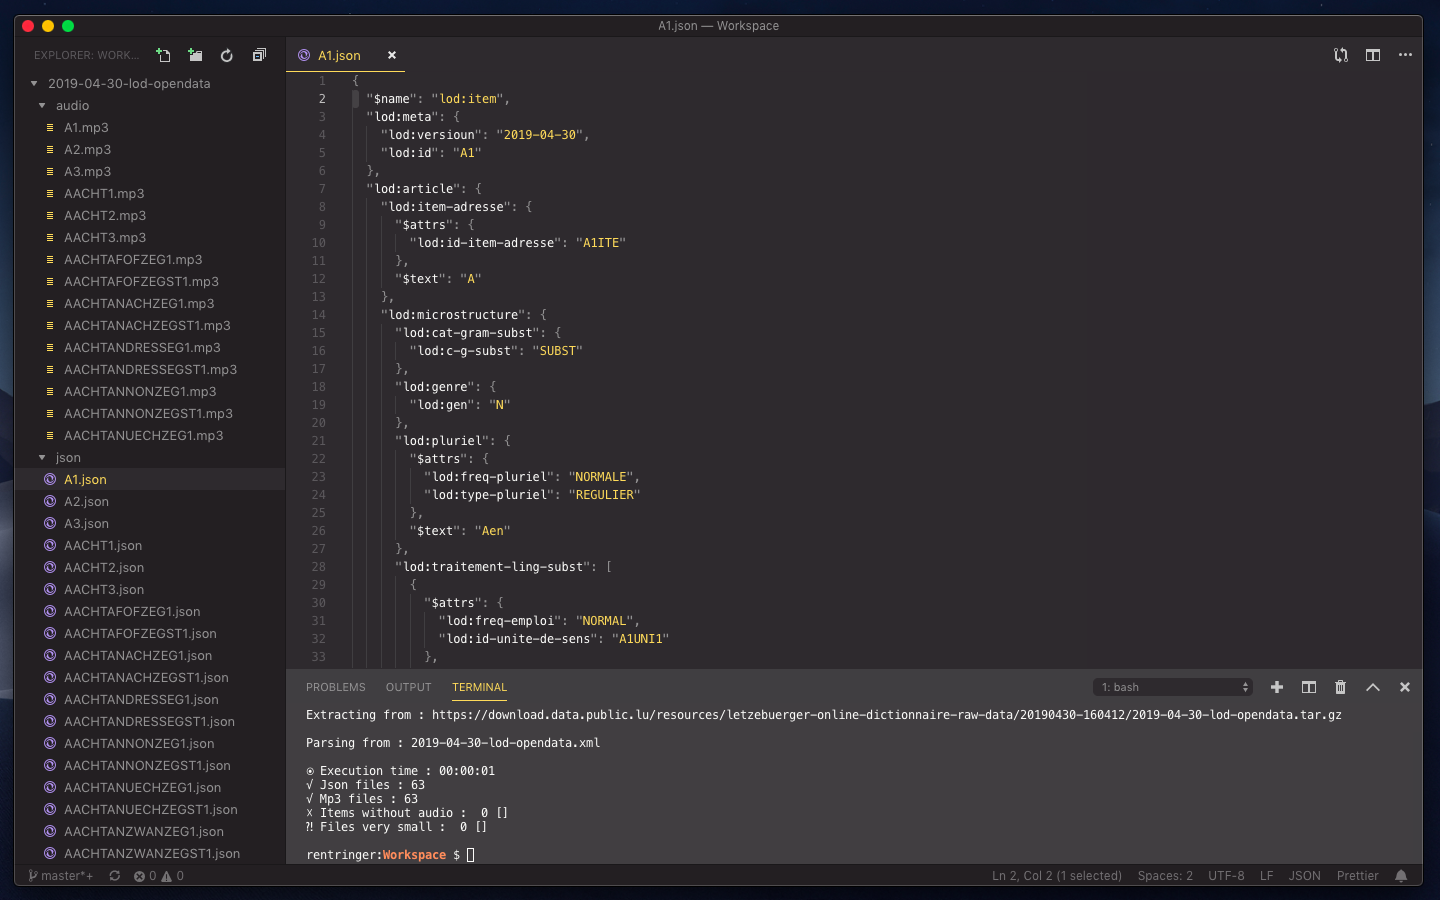 A1.json — Workspace
EXPLORER: WORK...
2019-04-30-lod-opendata
audio
A1.mp3
A2.mp3
A3.mp3
AACHT1.mp3
AACHT2.mp3
AACHT3.mp3
AACHTAFOFZEG1.mp3
AACHTAFOFZEGST1.mp3
AACHTANACHZEG1.mp3
AACHTANACHZEGST1.mp3
AACHTANDRESSEG1.mp3
AACHTANDRESSEGST1.mp3
AACHTANNONZEG1.mp3
AACHTANNONZEGST1.mp3
AACHTANUECHZEG1.mp3
json
A1.json
A2.json
A3.json
AACHT1.json
AACHT2.json
AACHT3.json
AACHTAFOFZEG1.json
AACHTAFOFZEGST1.json
AACHTANACHZEG1.json
AACHTANACHZEGST1.json
AACHTANDRESSEG1.json
AACHTANDRESSEGST1.json
AACHTANNONZEG1.json
AACHTANNONZEGST1.json
AACHTANUECHZEG1.json
AACHTANUECHZEGST1.json
AACHTANZWANZEG1.json
AACHTANZWANZEGST1.json
A1.json
1 {
2 "$name": "lod:item",
3 "lod:meta": {
4 "lod:versioun": "2019-04-30",
5 "lod:id": "A1"
6 },
7 "lod:article": {
8 "lod:item-adresse": {
9 "$attrs": {
10 "lod:id-item-adresse": "A1ITE"
11 },
12 "$text": "A"
13 },
14 "lod:microstructure": {
15 "lod:cat-gram-subst": {
16 "lod:c-g-subst": "SUBST"
17 },
18 "lod:genre": {
19 "lod:gen": "N"
20 },
21 "lod:pluriel": {
22 "$attrs": {
23 "lod:freq-pluriel": "NORMALE",
24 "lod:type-pluriel": "REGULIER"
25 },
26 "$text": "Aen"
27 },
28 "lod:traitement-ling-subst": [
29 {
30 "$attrs": {
31 "lod:freq-emploi": "NORMAL",
32 "lod:id-unite-de-sens": "A1UNI1"
33 },
PROBLEMS OUTPUT TERMINAL 1: bash
Extracting from : https://download.data.public.lu/resources/letzebuerger-online-dictionnaire-raw-data/20190430-160412/2019-04-30-lod-opendata.tar.gz
Parsing from : 2019-04-30-lod-opendata.xml
⊙ Execution time : 00:00:01
√ Json files : 63
√ Mp3 files : 63
☓ Items without audio :  0 []
⁈ Files very small :  0 []
rentringer:Workspace $
master*+ 0 0 Ln 2, Col 2 (1 selected) Spaces: 2 UTF-8 LF JSON Prettier